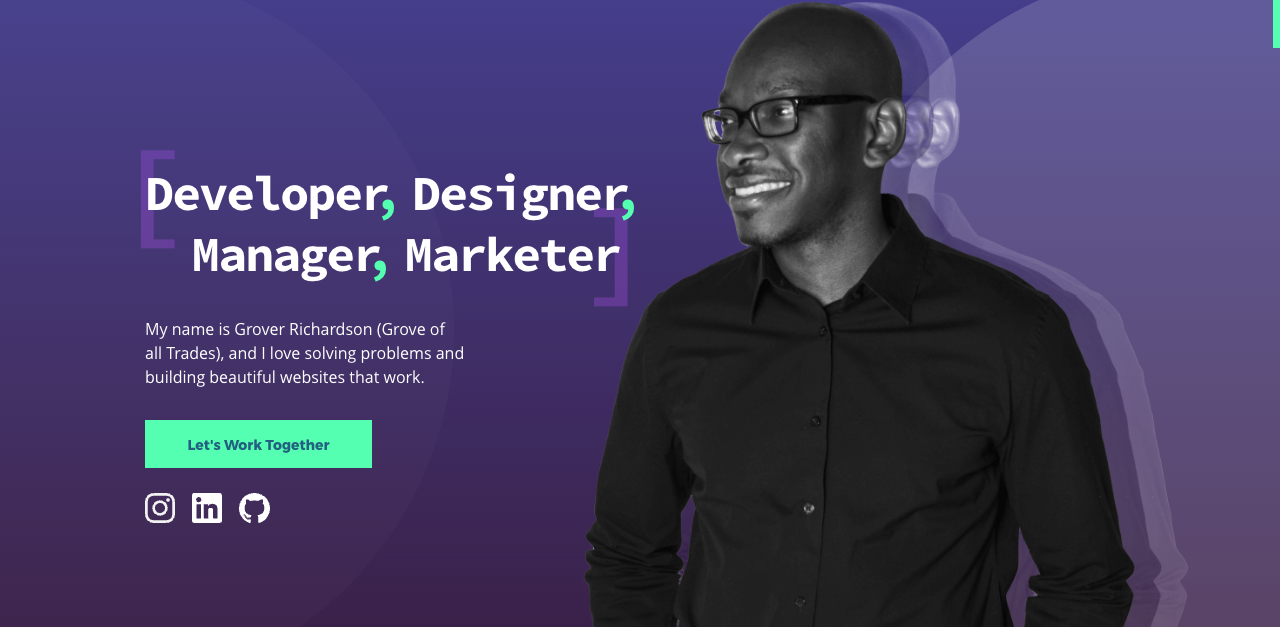 [Developer, Designer,
Manager, Marketer]
My name is Grover Richardson (Grove of
all Trades), and I love solving problems and
building beautiful websites that work.
Let's Work Together
in